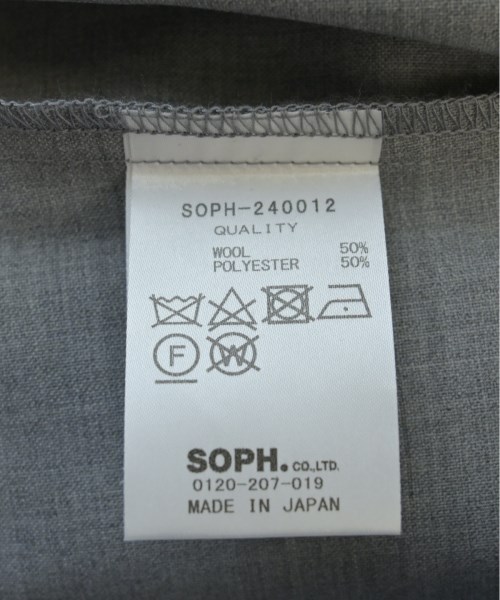 SOPH-240012
QUALITY
WOOL 50%
POLYESTER 50%
F W
SOPH. CO.,LTD.
0120-207-019
MADE IN JAPAN